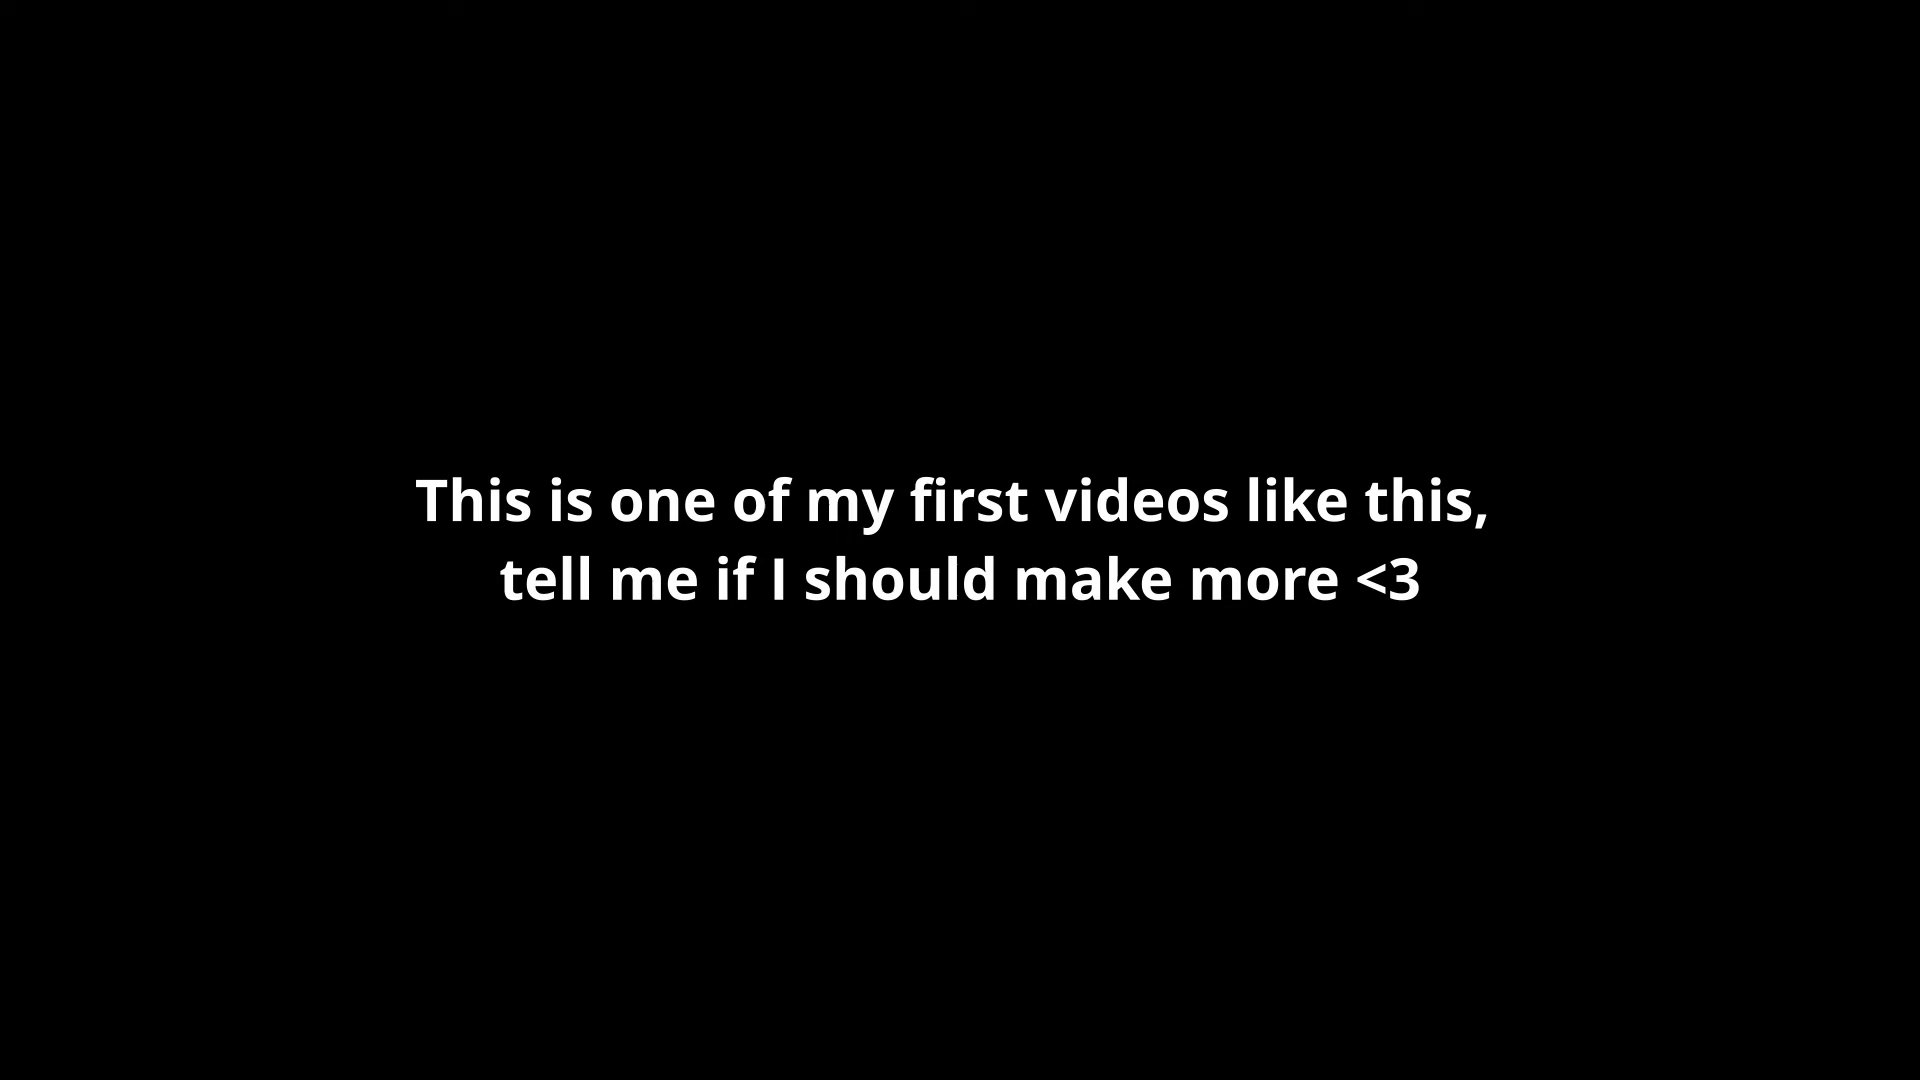 This is one of my first videos like this,
tell me if I should make more <3